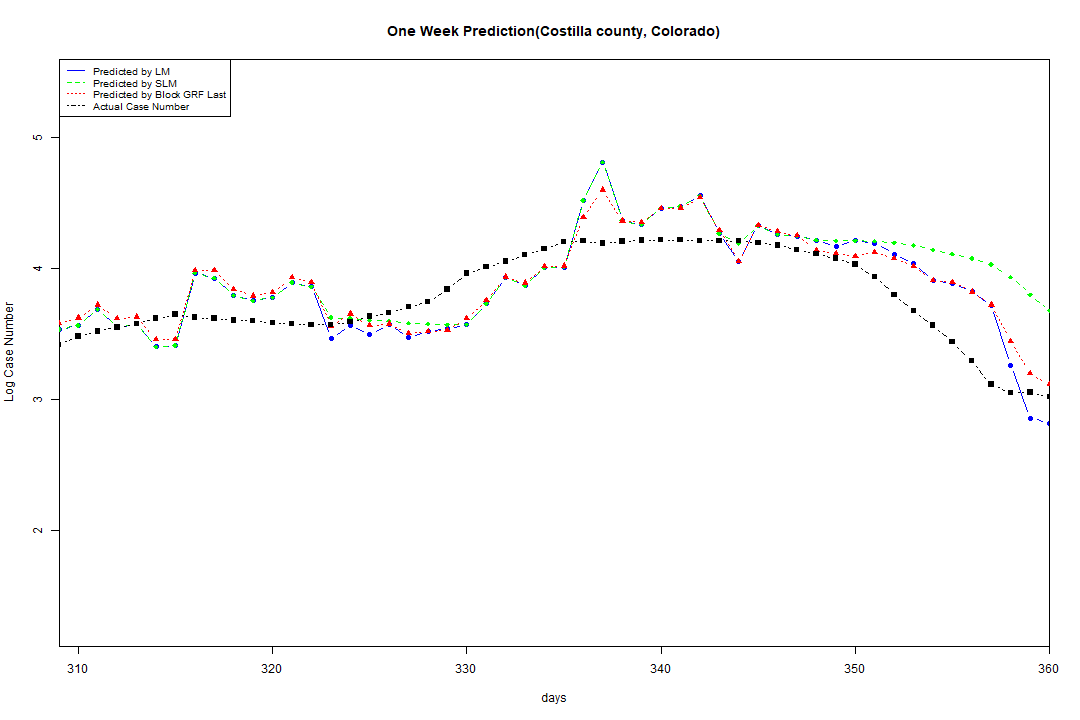 One Week Prediction(Costilla county, Colorado)
Predicted by LM
Predicted by SLM
Predicted by Block GRF Last
Actual Case Number
5
4
3
2
Log Case Number
310 320 330 340 350 360
days